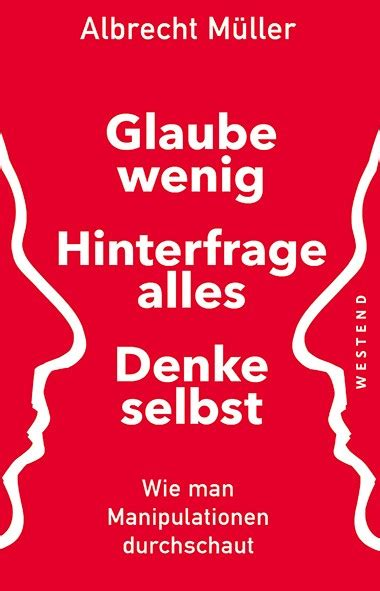 Albrecht Müller
Glaube
wenig
Hinterfrage
alles
Denke
selbst
WESTEND
Wie man
Manipulationen
durchschaut